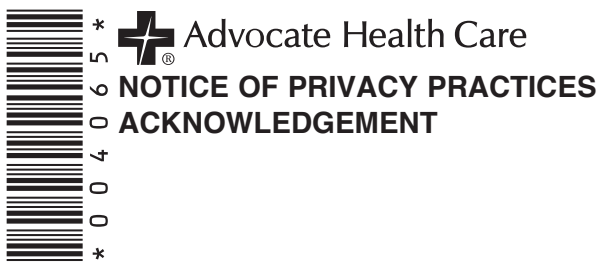 *004065*
Advocate Health Care
®
NOTICE OF PRIVACY PRACTICES
ACKNOWLEDGEMENT